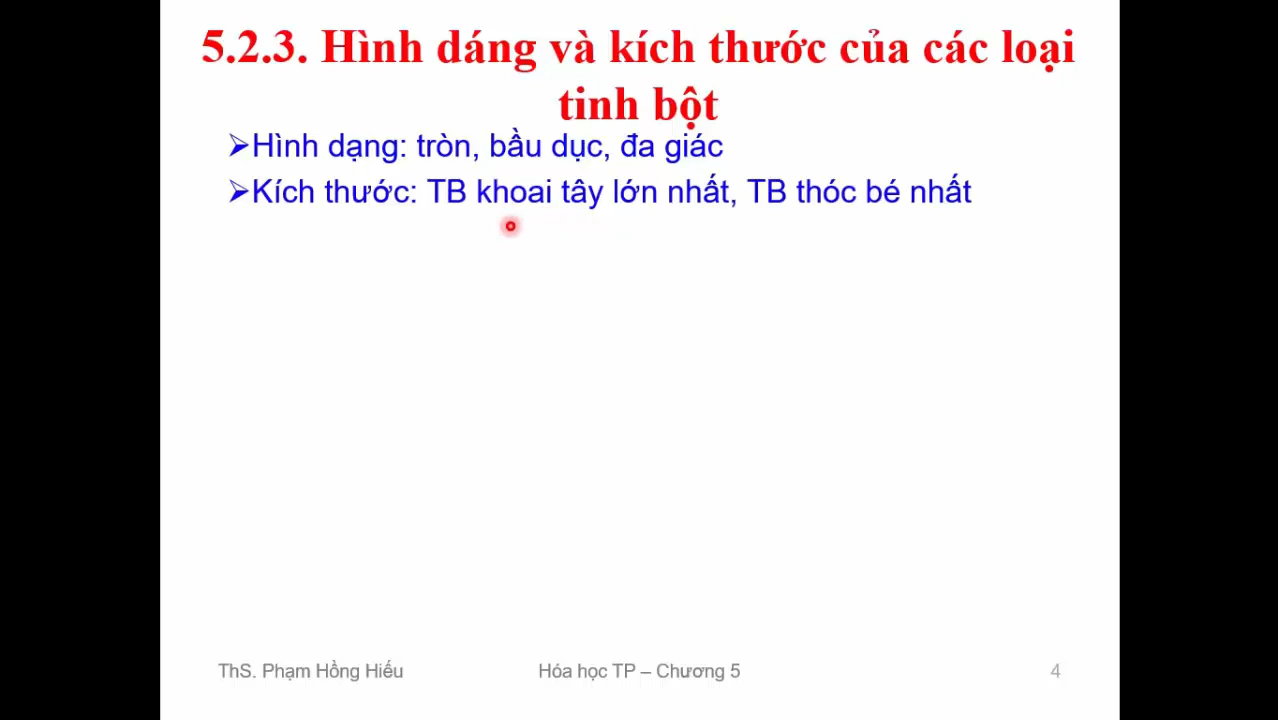 5.2.3. Hình dáng và kích thước của các loại
tinh bột
➢Hình dạng: tròn, bầu dục, đa giác
➢Kích thước: TB khoai tây lớn nhất, TB thóc bé nhất
ThS. Phạm Hồng Hiếu
Hóa học TP – Chương 5
4